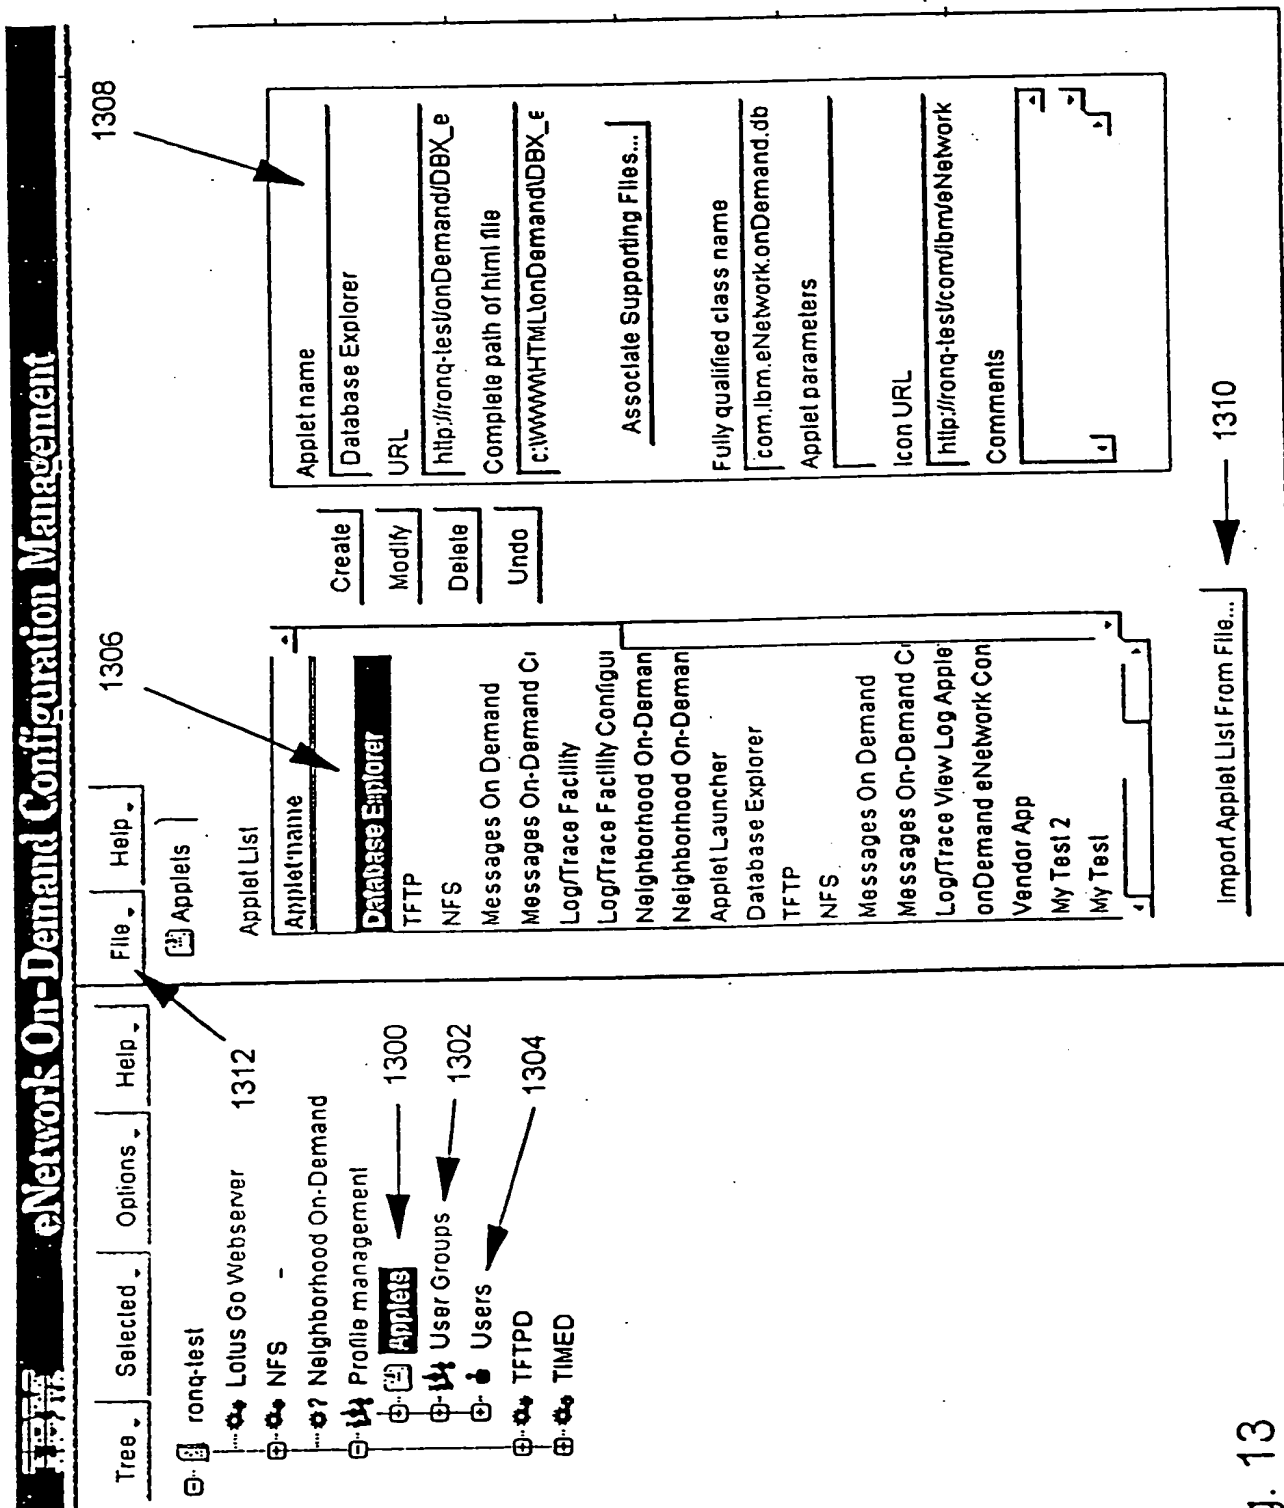 IBM eNetwork On-Demand Configuration Management
Tree Selected Options Help
ronq-test
Lotus Go Webserver
NFS
? Neighborhood On-Demand
Profile management
Applets
User Groups
Users
TFTPD
TIMED
1312
1300
1302
1304
File Help
Applets
Applet List
Applet name
Database Explorer
TFTP
NFS
Messages On Demand
Messages On-Demand
Log/Trace Facility
Log/Trace Facility Configu
Neighborhood On-Deman
Neighborhood On-Deman
Applet Launcher
Database Explorer
TFTP
NFS
Messages On Demand
Messages On-Demand
Log/Trace View Log Applet
onDemand eNetwork Con
Vendor App
My Test 2
My Test
1306
Import Applet List From File...
1310
Create
Modify
Delete
Undo
1308
Applet name
Database Explorer
URL
http://ronq-test/onDemand/DBX_e
Complete path of html file
c:\WWW\HTML\onDemand\DBX_e
Associate Supporting Files...
Fully qualified class name
com.ibm.eNetwork.onDemand.db
Applet parameters
Icon URL
http://ronq-test/com/ibm/eNetwork
Comments
g. 13